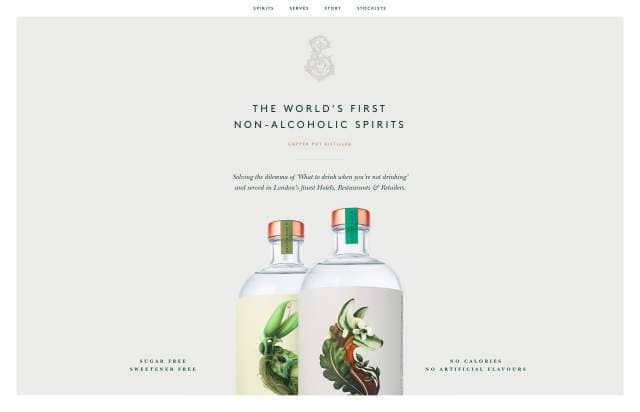 SPIRITS SERVES STORY STOCKISTS
THE WORLD'S FIRST
NON-ALCOHOLIC SPIRITS
COPPER POT DISTILLED
Solving the dilemma of 'What to drink when you're not drinking'
and served in London's finest Hotels, Restaurants & Retailers.
SUGAR FREE
SWEETENER FREE
NO CALORIES
NO ARTIFICIAL FLAVOURS